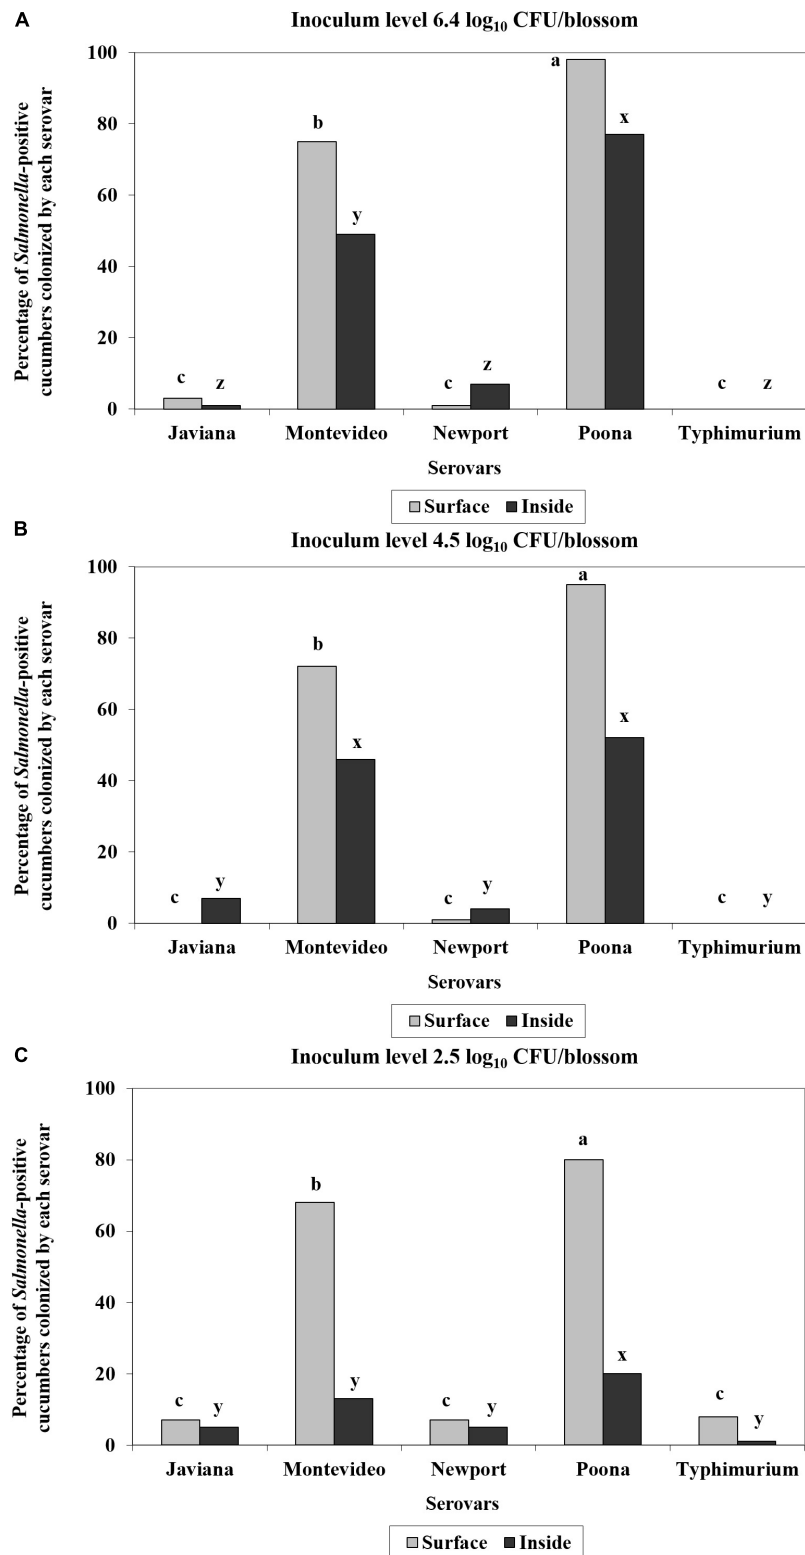 A
Inoculum level 6.4 log10 CFU/blossom
Percentage of Salmonella-positive
cucumbers colonized by each serovar
100
80
60
40
20
0
c z
b y
c z
a x
c z
Javiana Montevideo Newport Poona Typhimurium
Serovars
Surface Inside
B
Inoculum level 4.5 log10 CFU/blossom
Percentage of Salmonella-positive
cucumbers colonized by each serovar
100
80
60
40
20
0
c y
b x
c y
a x
c y
Javiana Montevideo Newport Poona Typhimurium
Serovars
Surface Inside
C
Inoculum level 2.5 log10 CFU/blossom
Percentage of Salmonella-positive
cucumbers colonized by each serovar
100
80
60
40
20
0
c y
b y
c y
a x
c y
Javiana Montevideo Newport Poona Typhimurium
Serovars
Surface Inside